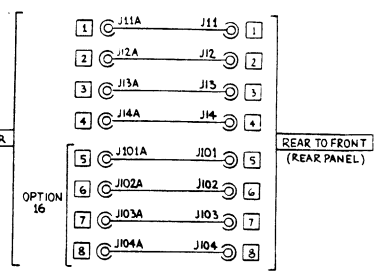 1 J11A J11 1
2 J12A J12 2
3 J13A J13 3
4 J14A J14 4
R
REAR TO FRONT
(REAR PANEL)
5 J101A J101 5
6 J102A J102 6
OPTION
16
7 J103A J103 7
8 J104A J104 8